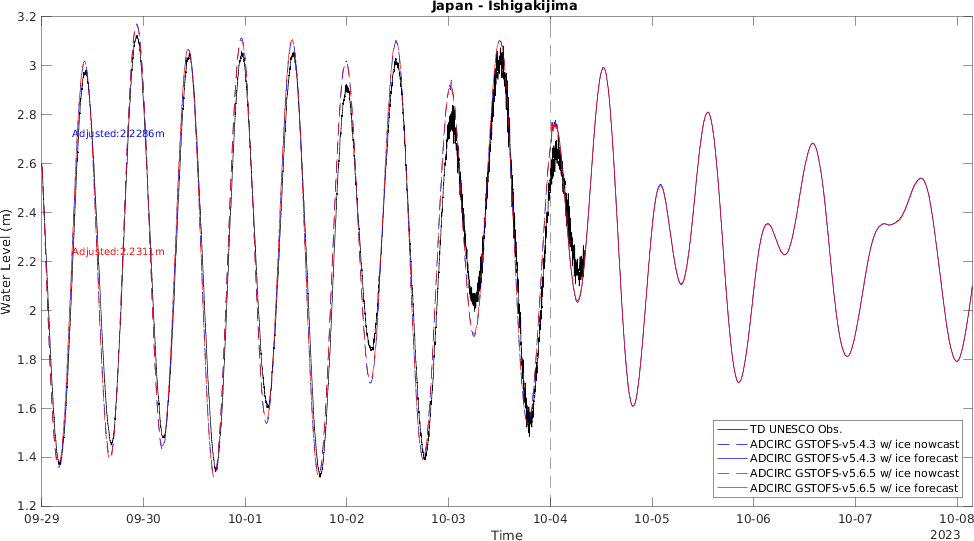 Japan - Ishigakijima
3.2
3
2.8
2.6
2.4
2.2
2
1.8
1.6
1.4
1.2
Water Level (m)
Adjusted:2.2286m
Adjusted:2.2311m
TD UNESCO Obs.
ADCIRC GSTOFS-v5.4.3 w/ ice nowcast
ADCIRC GSTOFS-v5.4.3 w/ ice forecast
ADCIRC GSTOFS-v5.6.5 w/ ice nowcast
ADCIRC GSTOFS-v5.6.5 w/ ice forecast
09-29 09-30 10-01 10-02 10-03 10-04 10-05 10-06 10-07 10-08
Time
2023